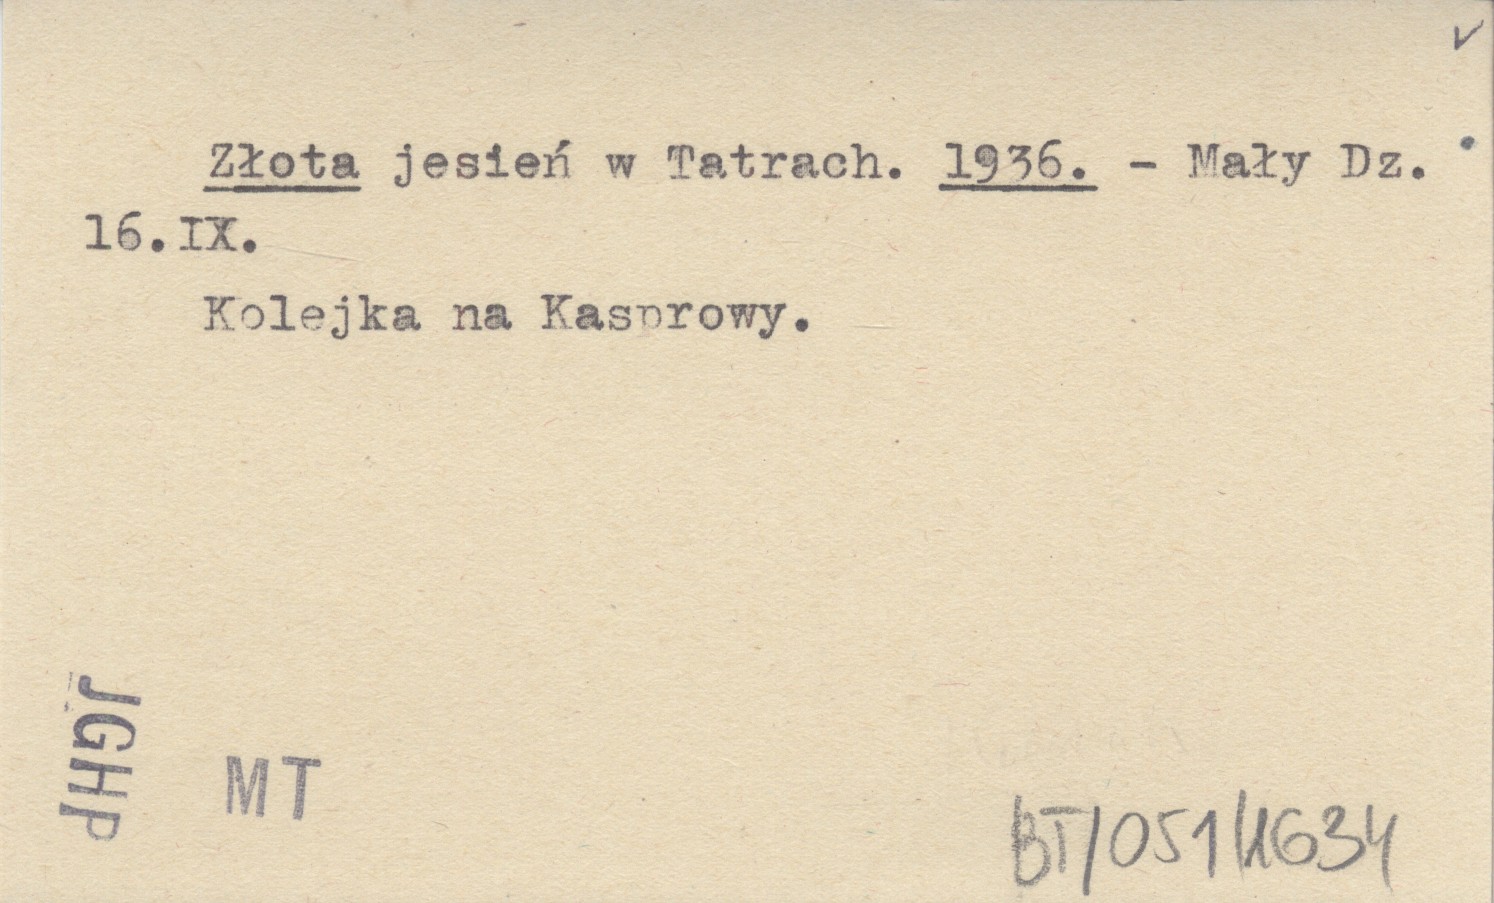 Złota jesień w Tatrach. 1936. - Mały Dz.
16.IX.
Kolejka na Kasprowy.
JGHP
MT
BT/051/1634